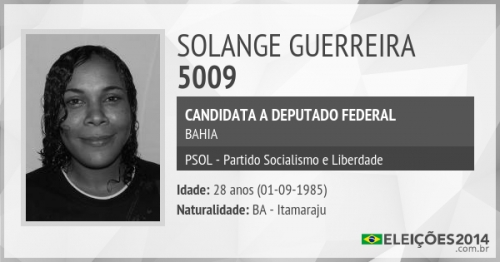 SOLANGE GUERREIRA
5009
CANDIDATA A DEPUTADO FEDERAL
BAHIA
PSOL - Partido Socialismo e Liberdade
Idade: 28 anos (01-09-1985)
Naturalidade: BA - Itamaraju
ELEIÇÕES2014
.com.br